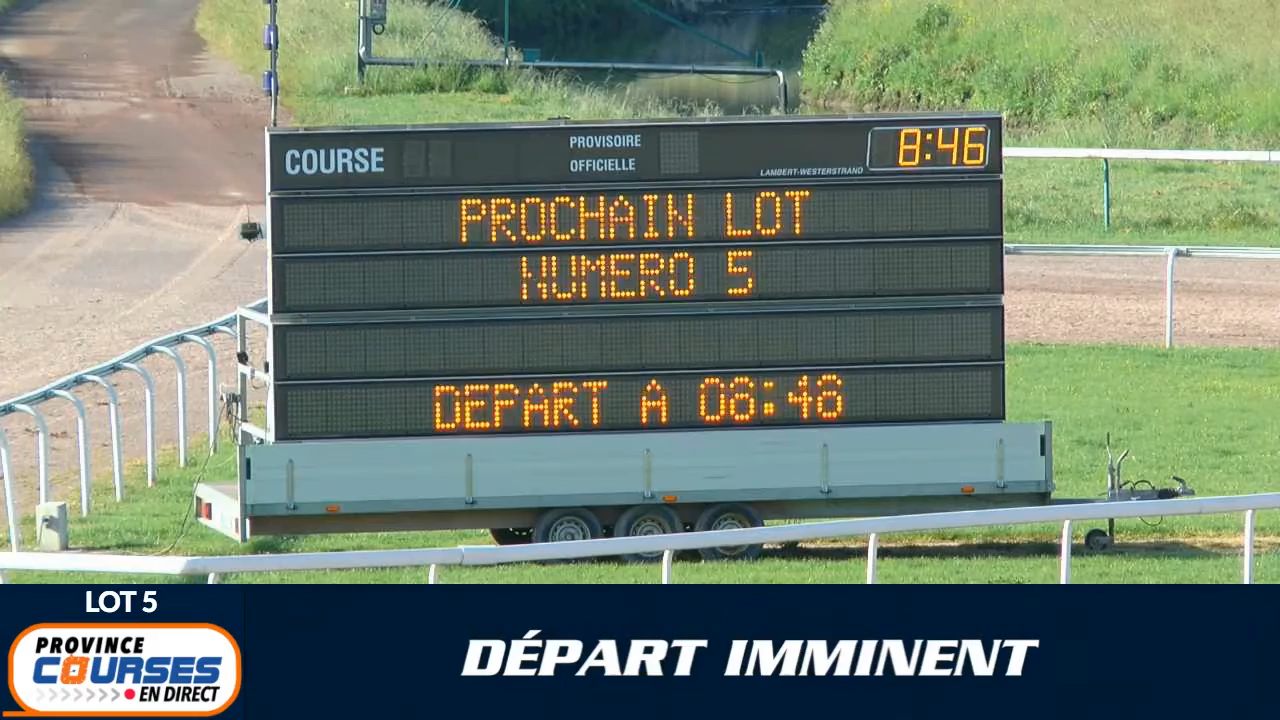 COURSE
PROVISOIRE
OFFICIELLE
LAMBERT-WESTERSTRAND
8:46
PROCHAIN LOT
NUMERO 5
DEPART A 08:48
LOT 5
PROVINCE
COURSES
EN DIRECT
DÉPART IMMINENT